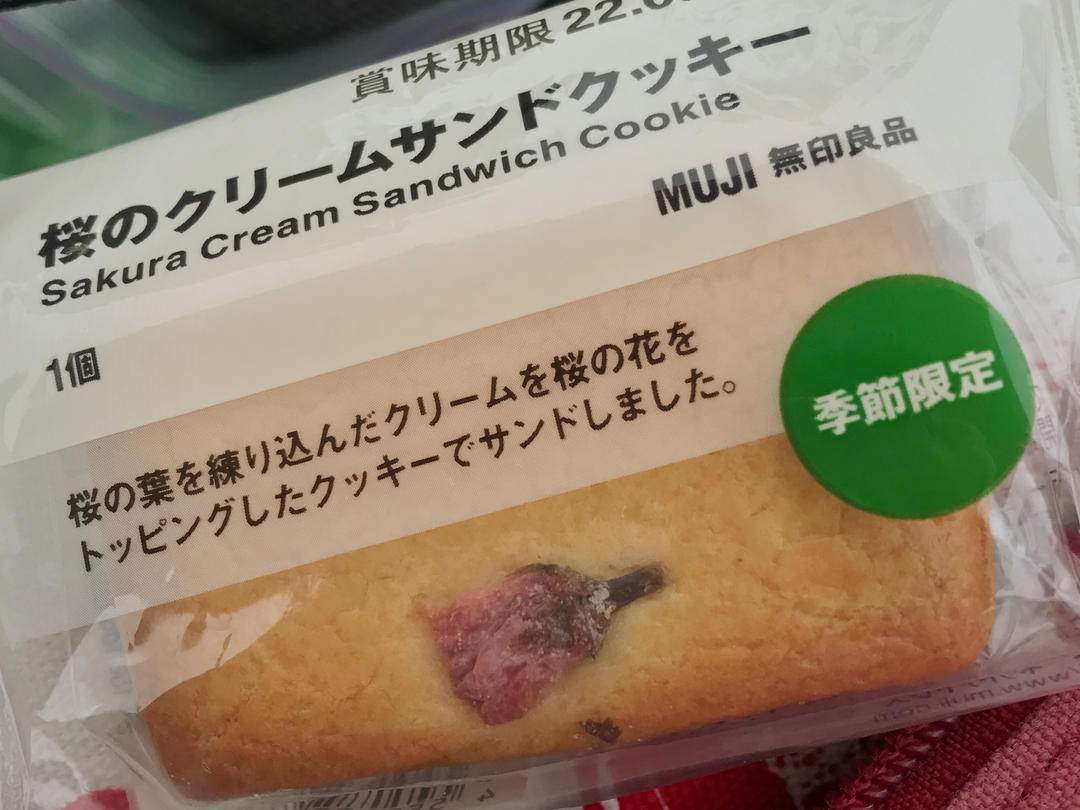 賞味期限 22.0
桜のクリームサンドクッキー
Sakura Cream Sandwich Cookie
MUJI 無印良品
1個
桜の葉を練り込んだクリームを桜の花を
トッピングしたクッキーでサンドしました。
季節限定